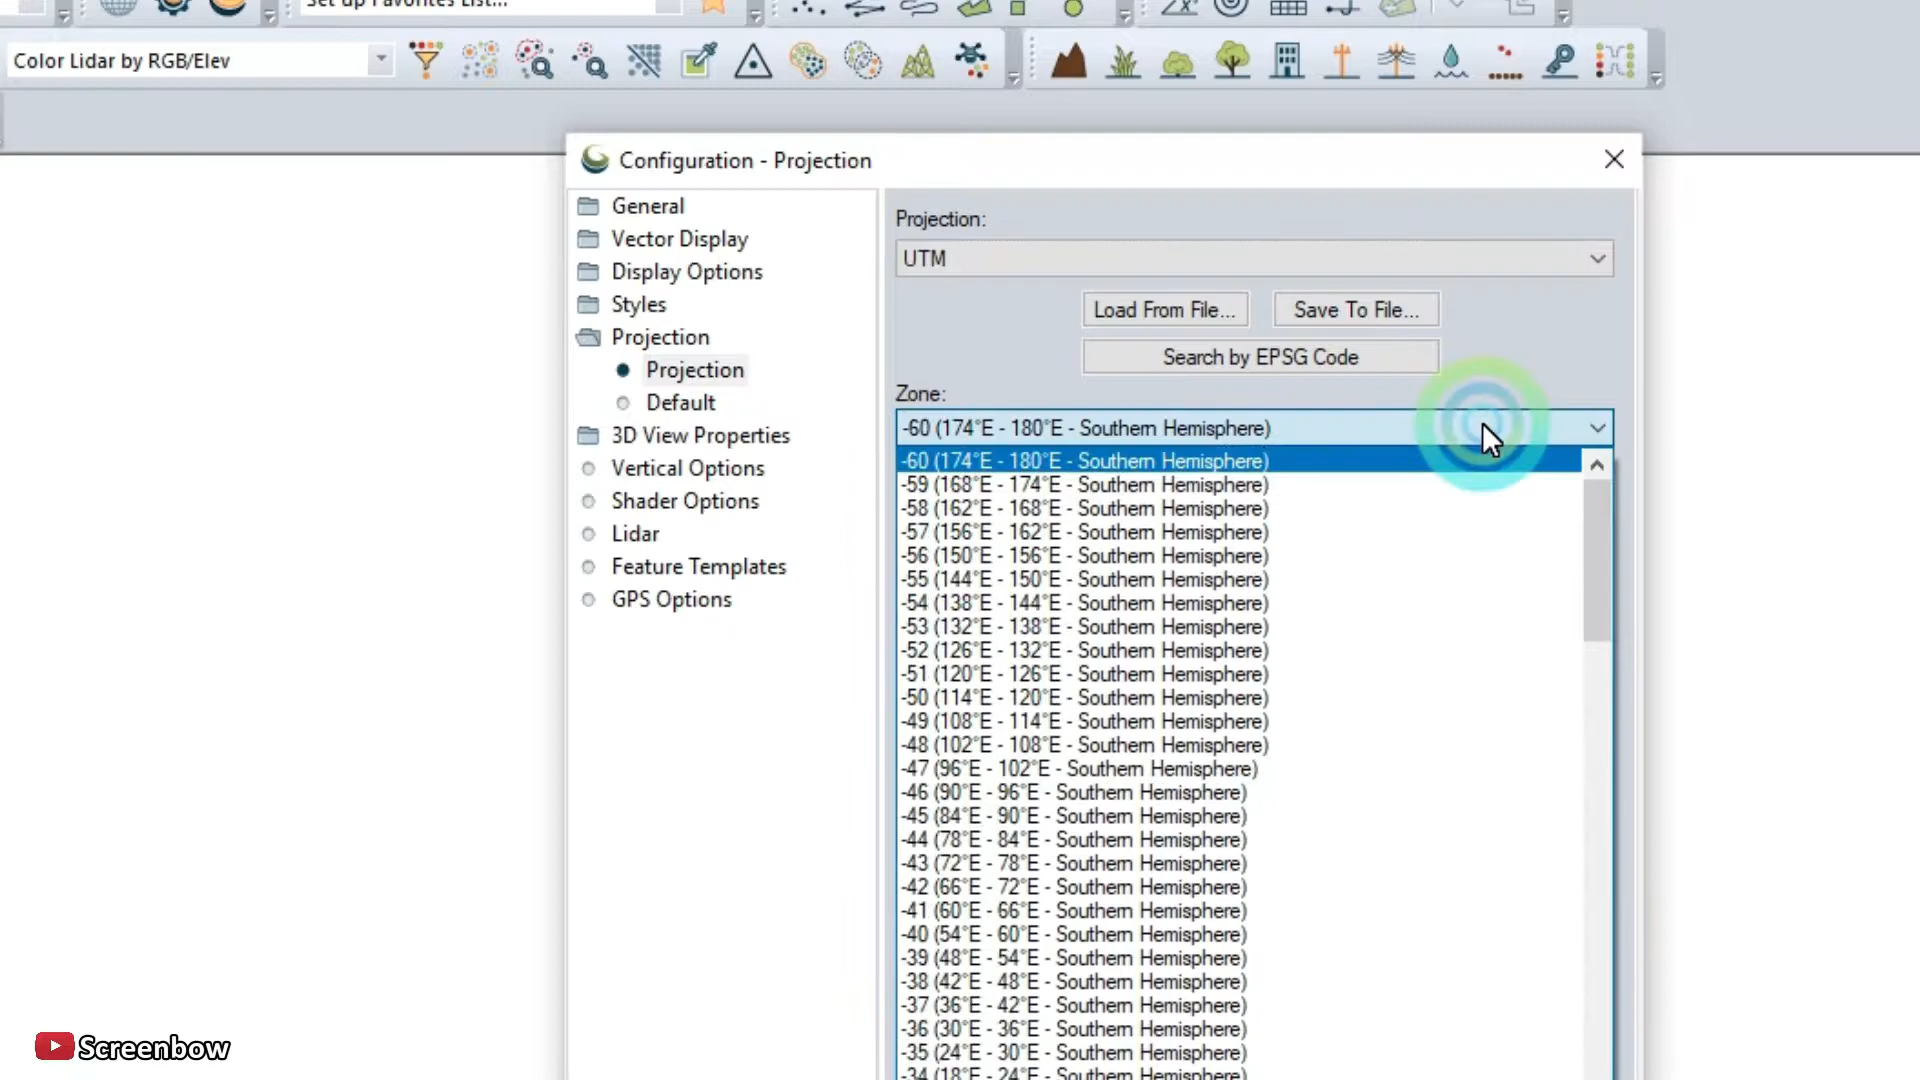 Set up Favorites List...
Color Lidar by RGB/Elev
Configuration - Projection
General
Vector Display
Display Options
Styles
Projection
Projection
Default
3D View Properties
Vertical Options
Shader Options
Lidar
Feature Templates
GPS Options
Projection:
UTM
Load From File...
Save To File...
Search by EPSG Code
Zone:
-60 (174°E - 180°E - Southern Hemisphere)
-60 (174°E - 180°E - Southern Hemisphere)
-59 (168°E - 174°E - Southern Hemisphere)
-58 (162°E - 168°E - Southern Hemisphere)
-57 (156°E - 162°E - Southern Hemisphere)
-56 (150°E - 156°E - Southern Hemisphere)
-55 (144°E - 150°E - Southern Hemisphere)
-54 (138°E - 144°E - Southern Hemisphere)
-53 (132°E - 138°E - Southern Hemisphere)
-52 (126°E - 132°E - Southern Hemisphere)
-51 (120°E - 126°E - Southern Hemisphere)
-50 (114°E - 120°E - Southern Hemisphere)
-49 (108°E - 114°E - Southern Hemisphere)
-48 (102°E - 108°E - Southern Hemisphere)
-47 (96°E - 102°E - Southern Hemisphere)
-46 (90°E - 96°E - Southern Hemisphere)
-45 (84°E - 90°E - Southern Hemisphere)
-44 (78°E - 84°E - Southern Hemisphere)
-43 (72°E - 78°E - Southern Hemisphere)
-42 (66°E - 72°E - Southern Hemisphere)
-41 (60°E - 66°E - Southern Hemisphere)
-40 (54°E - 60°E - Southern Hemisphere)
-39 (48°E - 54°E - Southern Hemisphere)
-38 (42°E - 48°E - Southern Hemisphere)
-37 (36°E - 42°E - Southern Hemisphere)
-36 (30°E - 36°E - Southern Hemisphere)
-35 (24°E - 30°E - Southern Hemisphere)
-34 (18°E - 24°E - Southern Hemisphere)
Screenbow